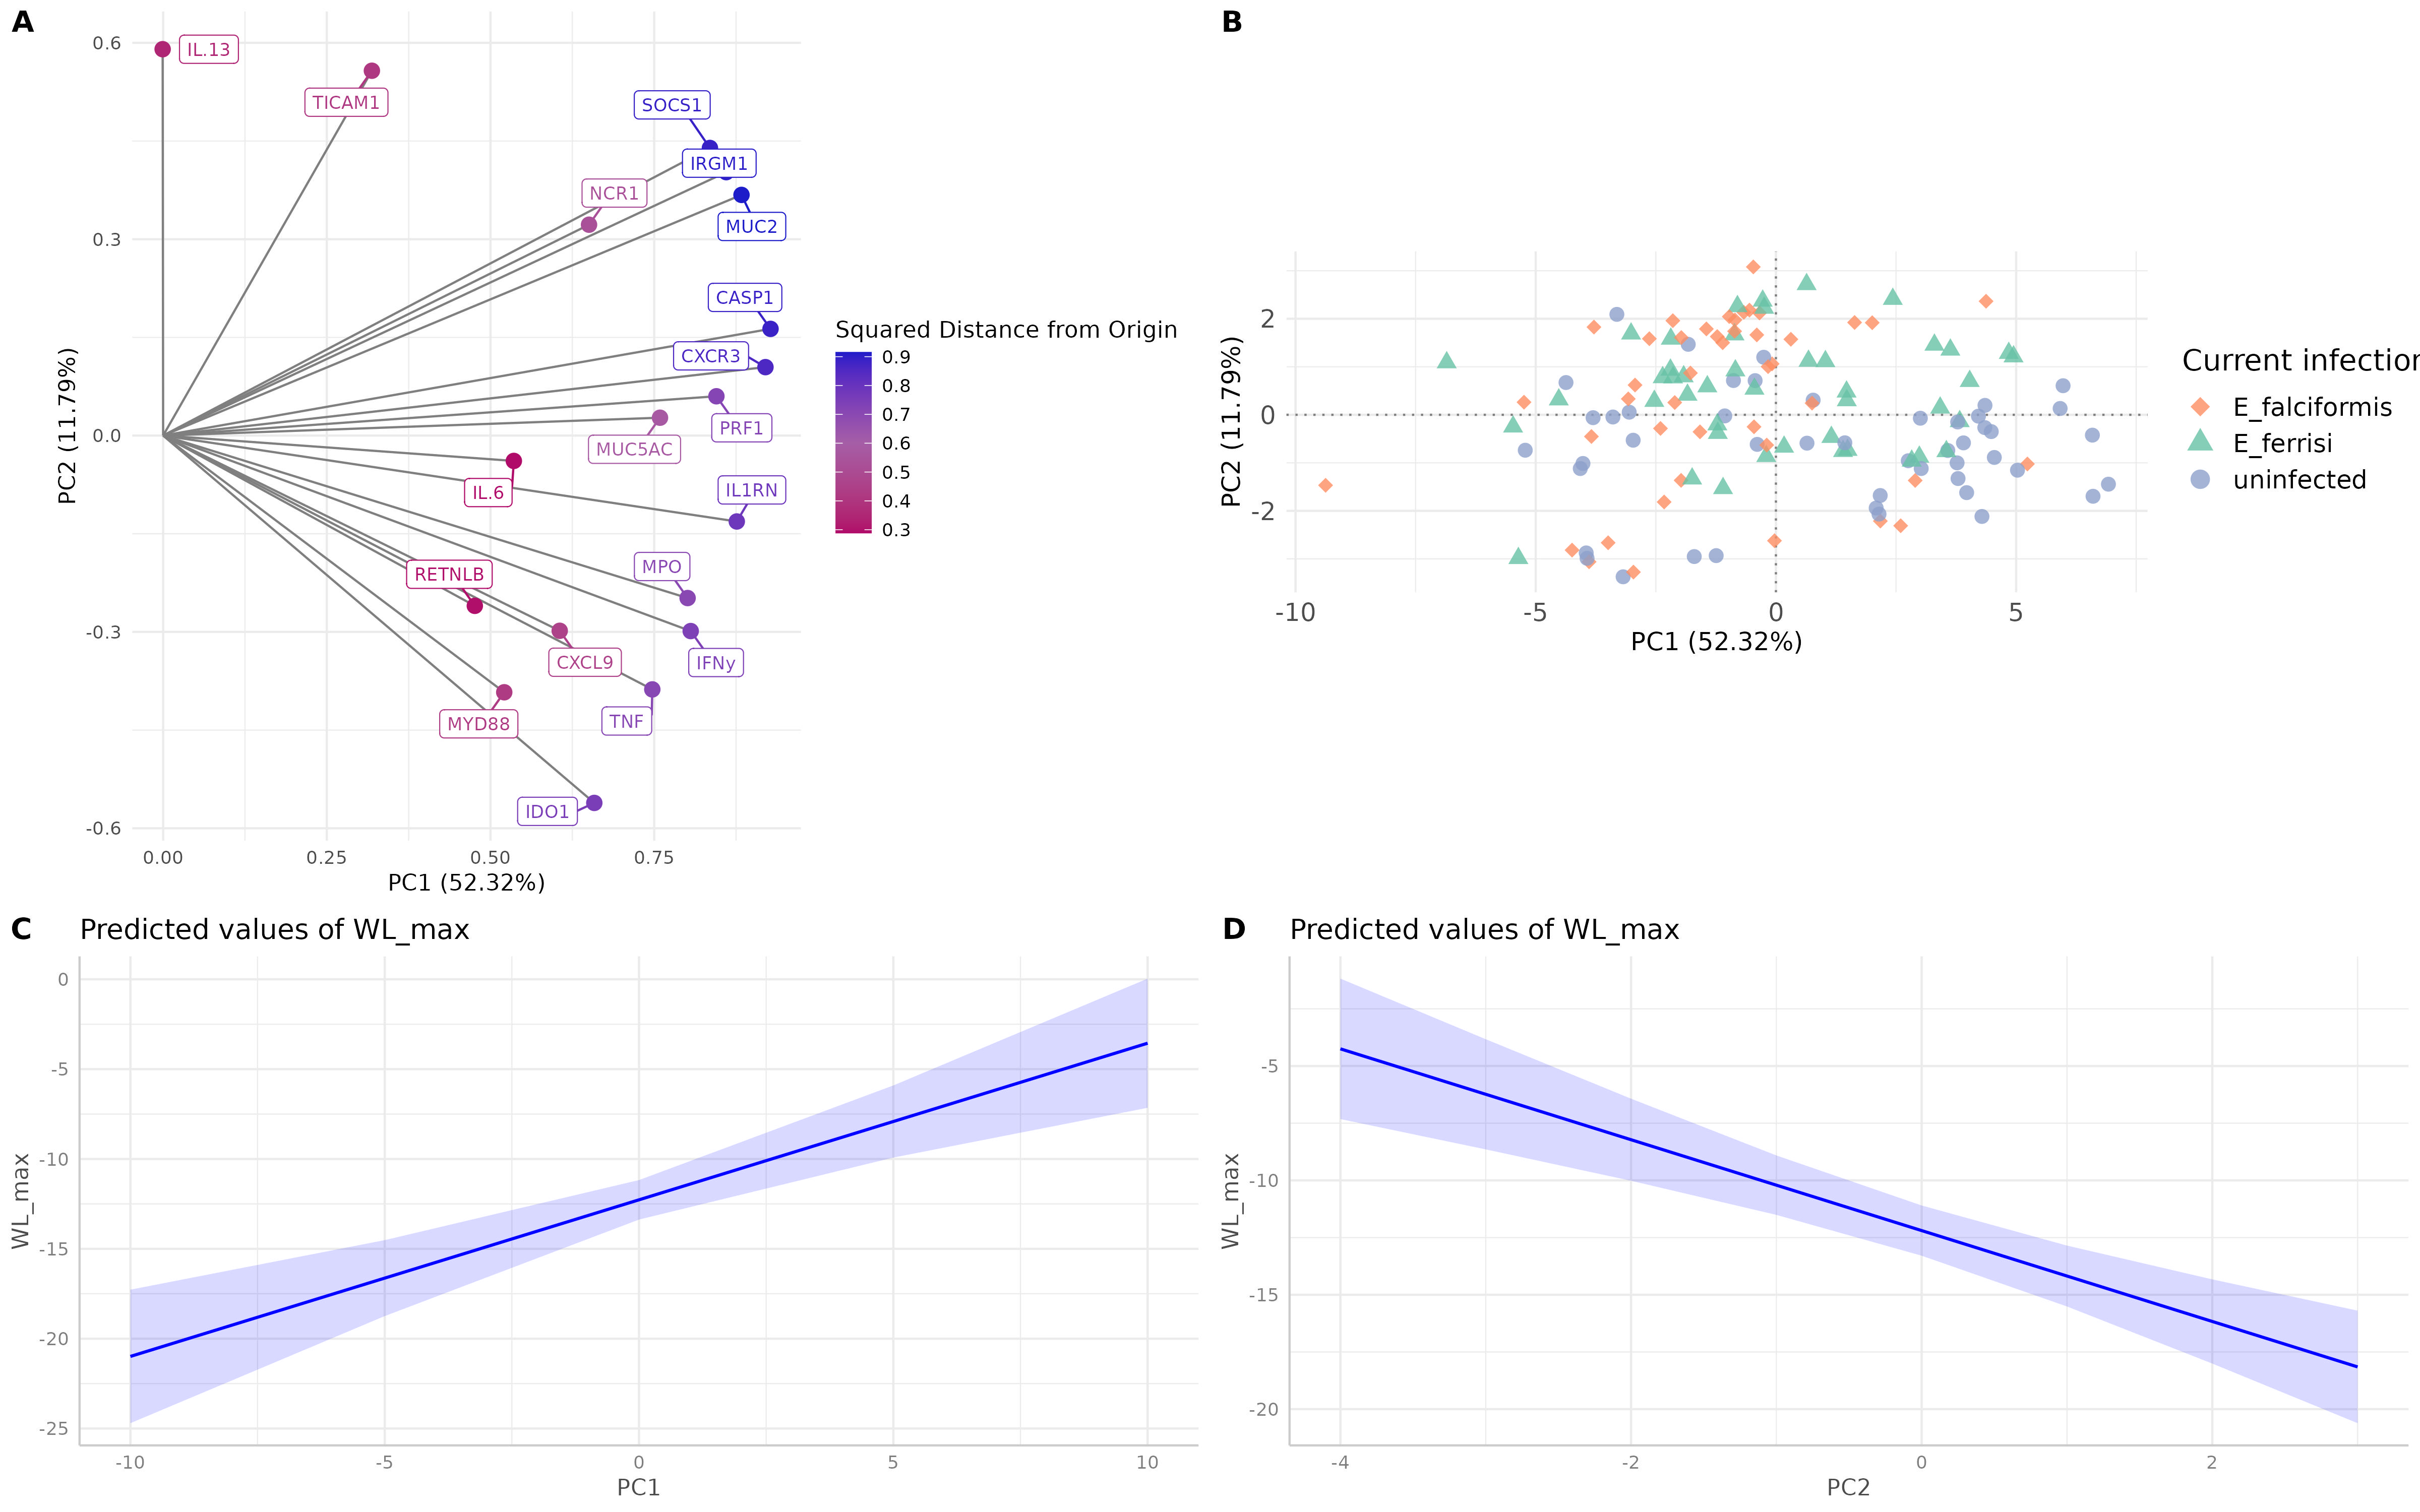 A
0.6
0.3
0.0
-0.3
-0.6
PC2 (11.79%)
IL.13
TICAM1
SOCS1
IRGM1
NCR1
MUC2
CASP1
CXCR3
PRF1
MUC5AC
IL.6
IL1RN
MPO
RETNLB
CXCL9
IFNy
MYD88
TNF
IDO1
0.00 0.25 0.50 0.75
PC1 (52.32%)
Squared Distance from Origin
0.9
0.8
0.7
0.6
0.5
0.4
0.3
B
2
0
-2
PC2 (11.79%)
-10 -5 0 5
PC1 (52.32%)
Current infection
E_falciformis
E_ferrisi
uninfected
C
Predicted values of WL_max
0
-5
-10
-15
-20
-25
WL_max
-10 -5 0 5 10
PC1
D
Predicted values of WL_max
-5
-10
-15
-20
WL_max
-4 -2 0 2
PC2